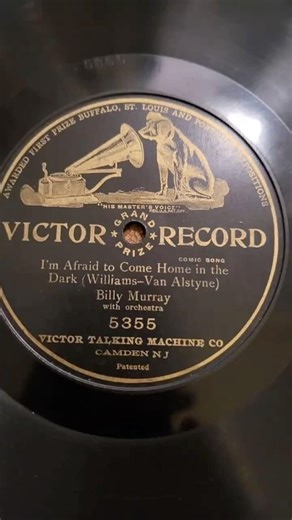 AWARDED FIRST PRIZE BUFFALO, ST. LOUIS AND EXPOSITIONS
"HIS MASTER'S VOICE"
GRAND
VICTOR RECORD
PRIZE
COMIC SONG
I'm Afraid to Come Home in the
Dark (Williams–Van Alstyne)
Billy Murray
with orchestra
5355
VICTOR TALKING MACHINE CO
CAMDEN NJ
Patented